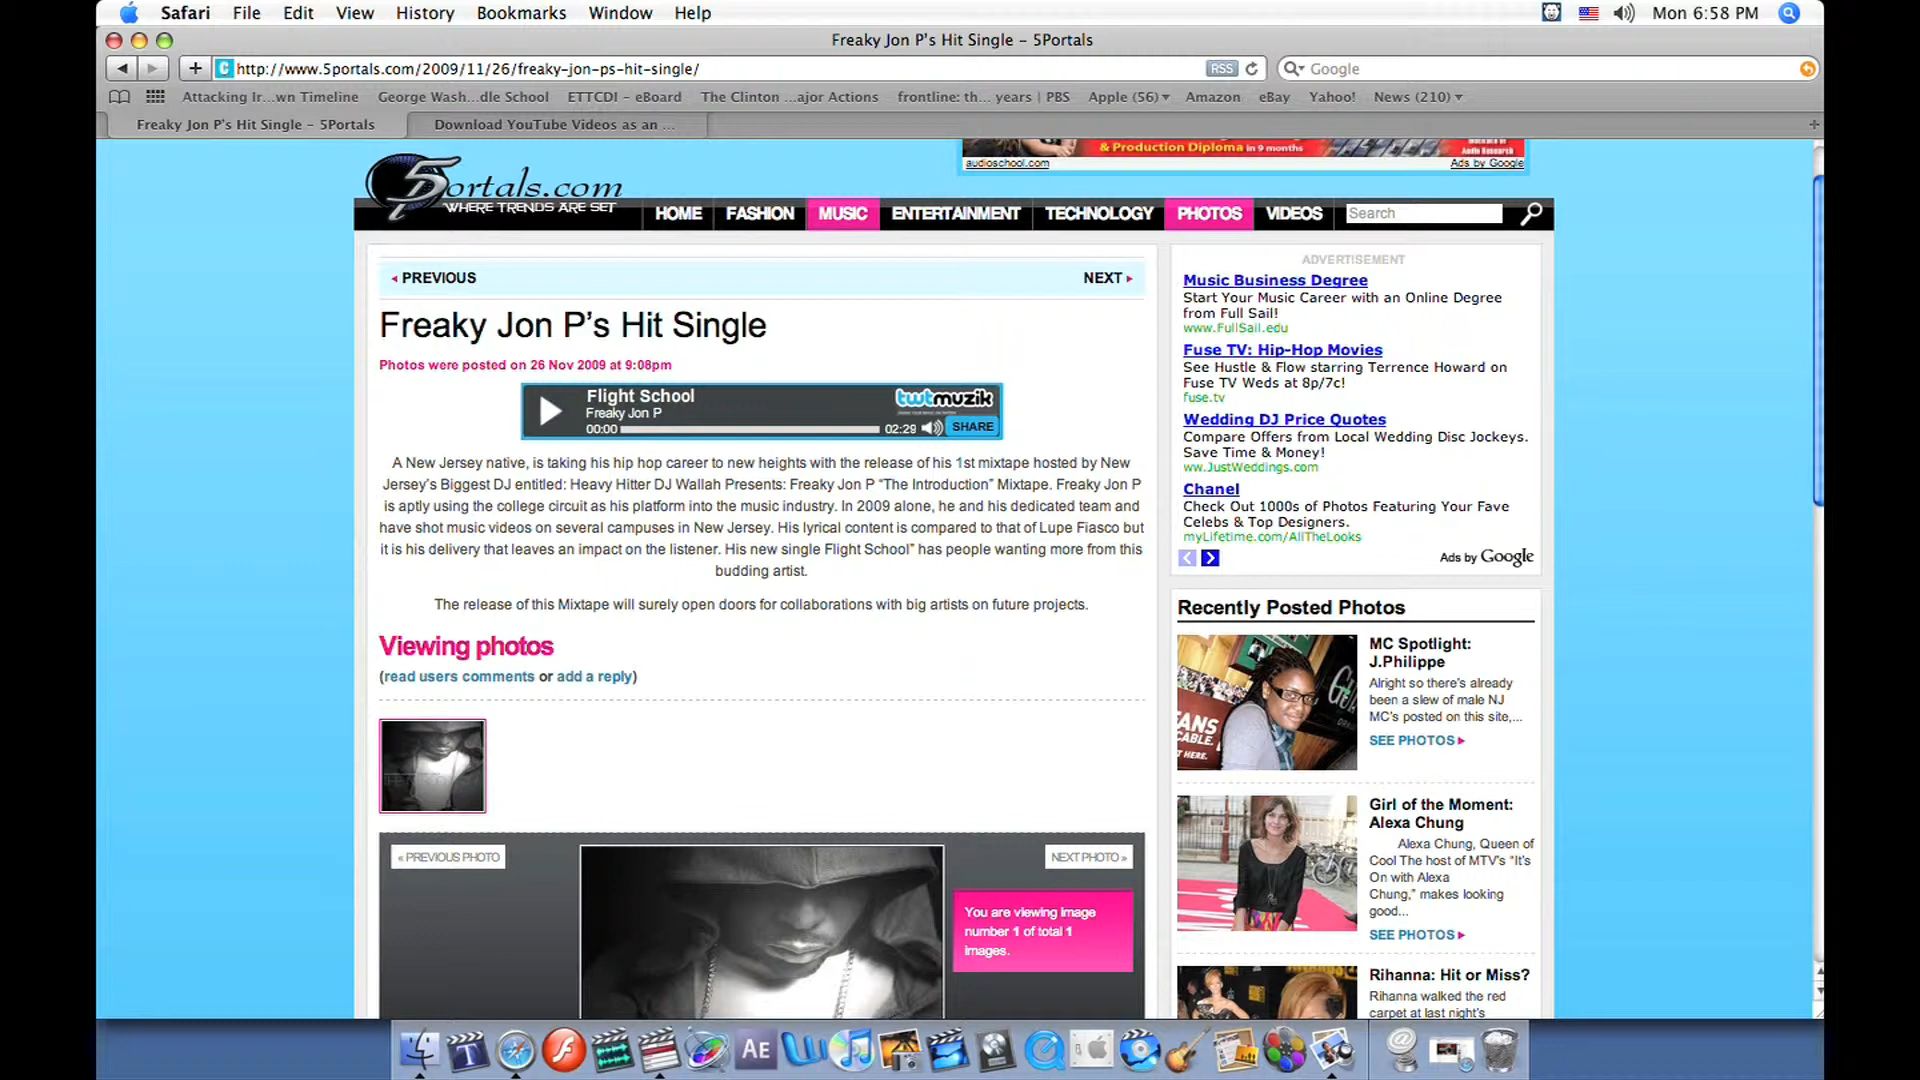 Safari File Edit View History Bookmarks Window Help
Mon 6:58 PM
Freaky Jon P's Hit Single – 5Portals
http://www.5portals.com/2009/11/26/freaky-jon-ps-hit-single/
RSS
Google
Attacking Ir...wn Timeline George Wash...dle School ETTCDI – eBoard The Clinton ...ajor Actions frontline: th... years | PBS Apple (56) Amazon eBay Yahoo! News (210)
Freaky Jon P's Hit Single – 5Portals
Download YouTube Videos as an ...
& Production Diploma in 9 months
audioschool.com
Ads by Google
5Portals.com
WHERE TRENDS ARE SET
HOME FASHION MUSIC ENTERTAINMENT TECHNOLOGY PHOTOS VIDEOS
Search
PREVIOUS
NEXT
Freaky Jon P’s Hit Single
Photos were posted on 26 Nov 2009 at 9:08pm
Flight School
Freaky Jon P
00:00
02:29
twtmuzik
SHARE
A New Jersey native, is taking his hip hop career to new heights with the release of his 1st mixtape hosted by New
Jersey’s Biggest DJ entitled: Heavy Hitter DJ Wallah Presents: Freaky Jon P “The Introduction” Mixtape. Freaky Jon P
is aptly using the college circuit as his platform into the music industry. In 2009 alone, he and his dedicated team and
have shot music videos on several campuses in New Jersey. His lyrical content is compared to that of Lupe Fiasco but
it is his delivery that leaves an impact on the listener. His new single Flight School” has people wanting more from this
budding artist.
The release of this Mixtape will surely open doors for collaborations with big artists on future projects.
Viewing photos
(read users comments or add a reply)
« PREVIOUS PHOTO
NEXT PHOTO »
You are viewing image
number 1 of total 1
images.
ADVERTISEMENT
Music Business Degree
Start Your Music Career with an Online Degree
from Full Sail!
www.FullSail.edu
Fuse TV: Hip-Hop Movies
See Hustle & Flow starring Terrence Howard on
Fuse TV Weds at 8p/7c!
fuse.tv
Wedding DJ Price Quotes
Compare Offers from Local Wedding Disc Jockeys.
Save Time & Money!
ww.JustWeddings.com
Chanel
Check Out 1000s of Photos Featuring Your Fave
Celebs & Top Designers.
myLifetime.com/AllTheLooks
Ads by Google
Recently Posted Photos
MC Spotlight:
J.Philippe
Alright so there’s already
been a slew of male NJ
MC’s posted on this site,...
SEE PHOTOS
Girl of the Moment:
Alexa Chung
Alexa Chung, Queen of
Cool The host of MTV’s “It’s
On with Alexa
Chung,” makes looking
good...
SEE PHOTOS
Rihanna: Hit or Miss?
Rihanna walked the red
carpet at last night’s
AE